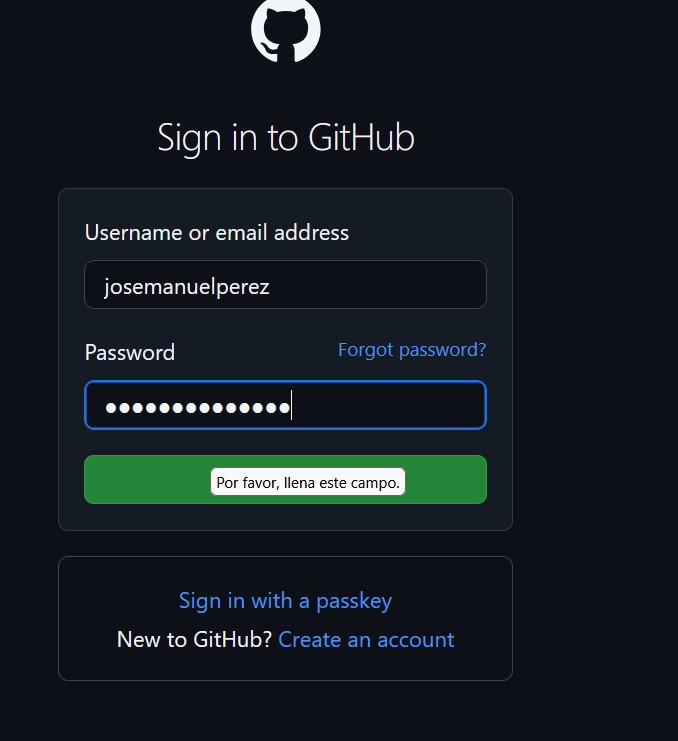 Sign in to GitHub
Username or email address
josemanuelperez
Password
Forgot password?
●●●●●●●●●●●●●●
Por favor, llena este campo.
Sign in with a passkey
New to GitHub? Create an account